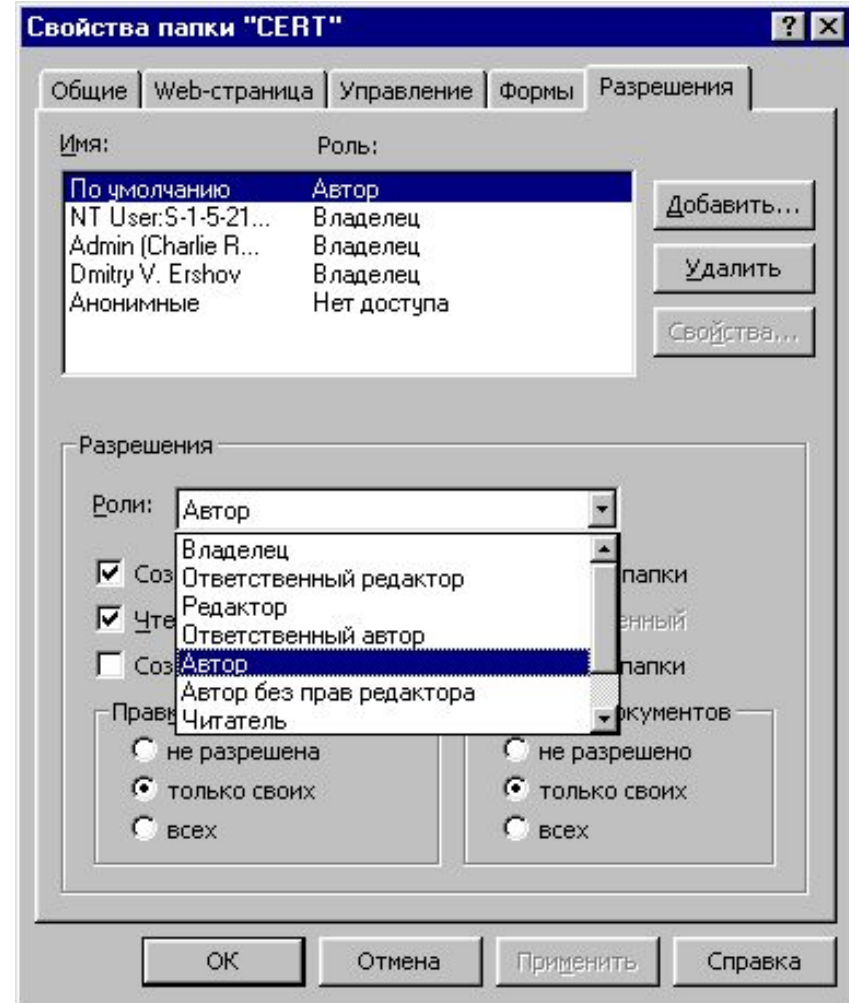 Свойства папки "CERT"
Общие Web-страница Управление Формы Разрешения
Имя: Роль:
По умолчанию Автор
NT User:S-1-5-21... Владелец
Admin (Charlie R... Владелец
Dmitry V. Ershov Владелец
Анонимные Нет доступа
Добавить...
Удалить
Свойства...
Разрешения
Роли: Автор
Владелец
Ответственный редактор
Редактор
Ответственный автор
Автор
Автор без прав редактора
Читатель
папки
папки
не разрешена не разрешено
только своих только своих
всех всех
OK Отмена Применить Справка